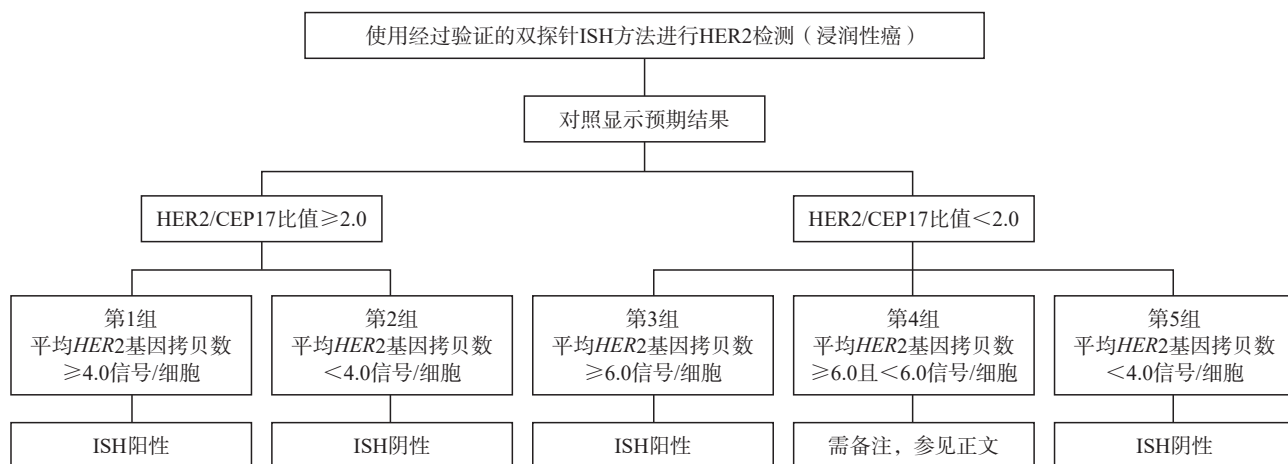 使用经过验证的双探针ISH方法进行HER2检测（浸润性癌）
对照显示预期结果
HER2/CEP17比值≥2.0
HER2/CEP17比值＜2.0
第1组
平均HER2基因拷贝数
≥4.0信号/细胞
第2组
平均HER2基因拷贝数
＜4.0信号/细胞
第3组
平均HER2基因拷贝数
≥6.0信号/细胞
第4组
平均HER2基因拷贝数
≥6.0且＜6.0信号/细胞
第5组
平均HER2基因拷贝数
＜4.0信号/细胞
ISH阳性
ISH阴性
ISH阳性
需备注，参见正文
ISH阴性